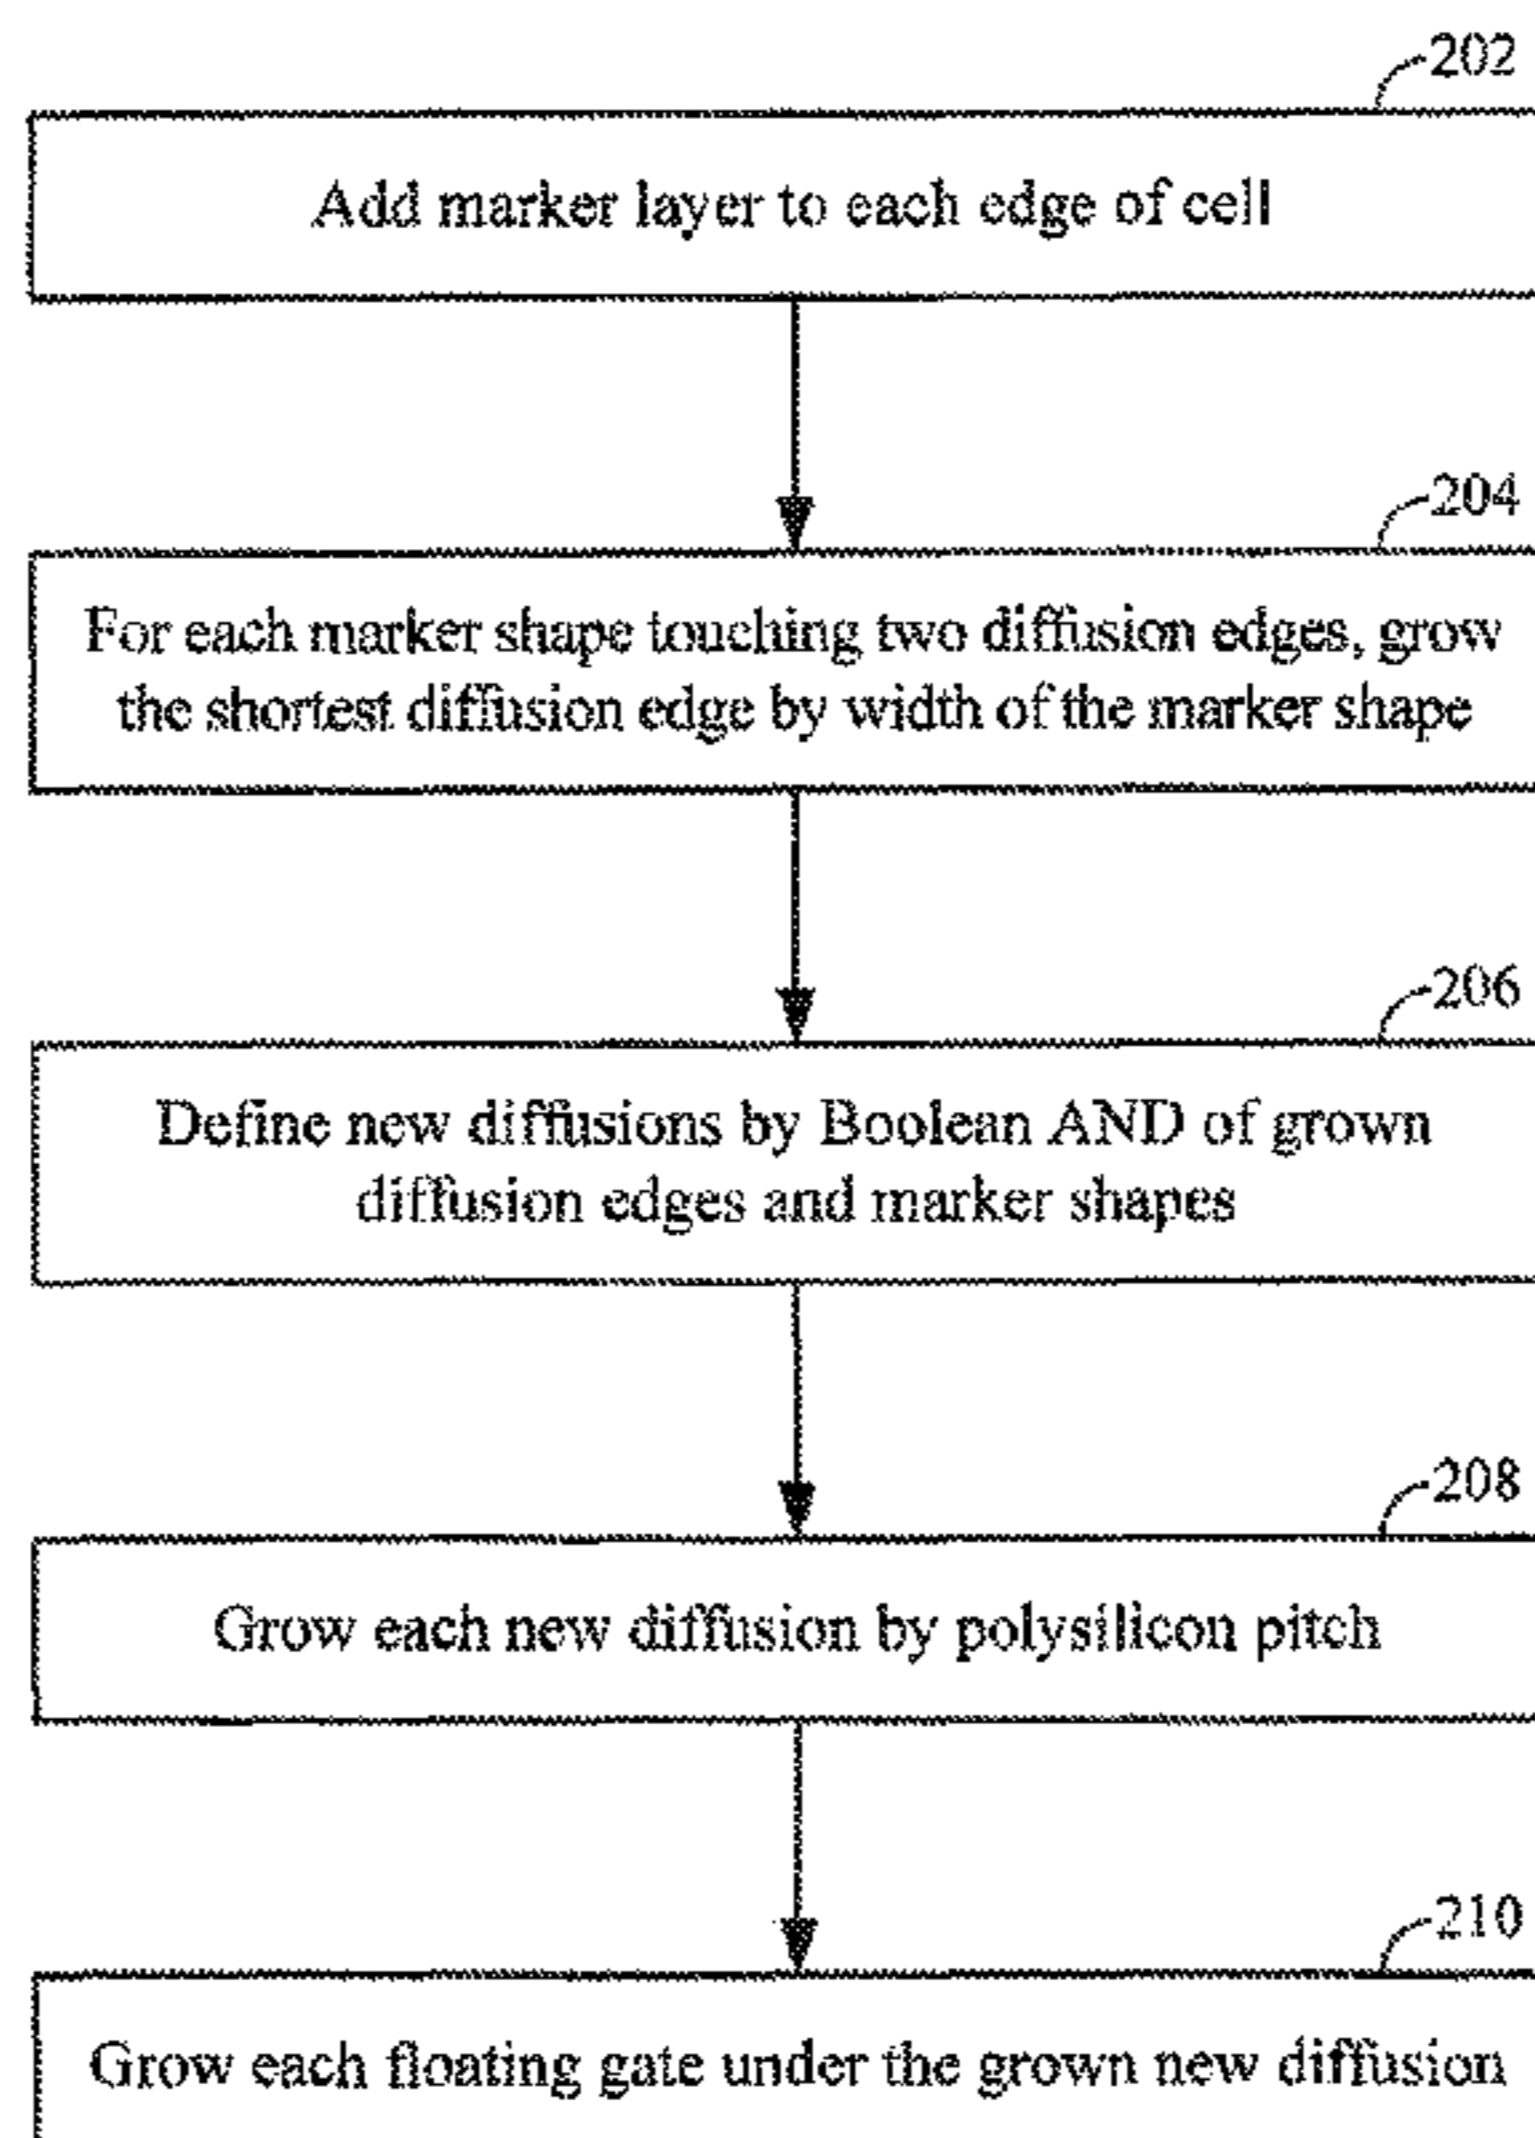 202
Add marker layer to each edge of cell
204
For each marker shape touching two diffusion edges, grow
the shortest diffusion edge by width of the marker shape
206
Define new diffusions by Boolean AND of grown
diffusion edges and marker shapes
208
Grow each new diffusion by polysilicon pitch
210
Grow each floating gate under the grown new diffusion